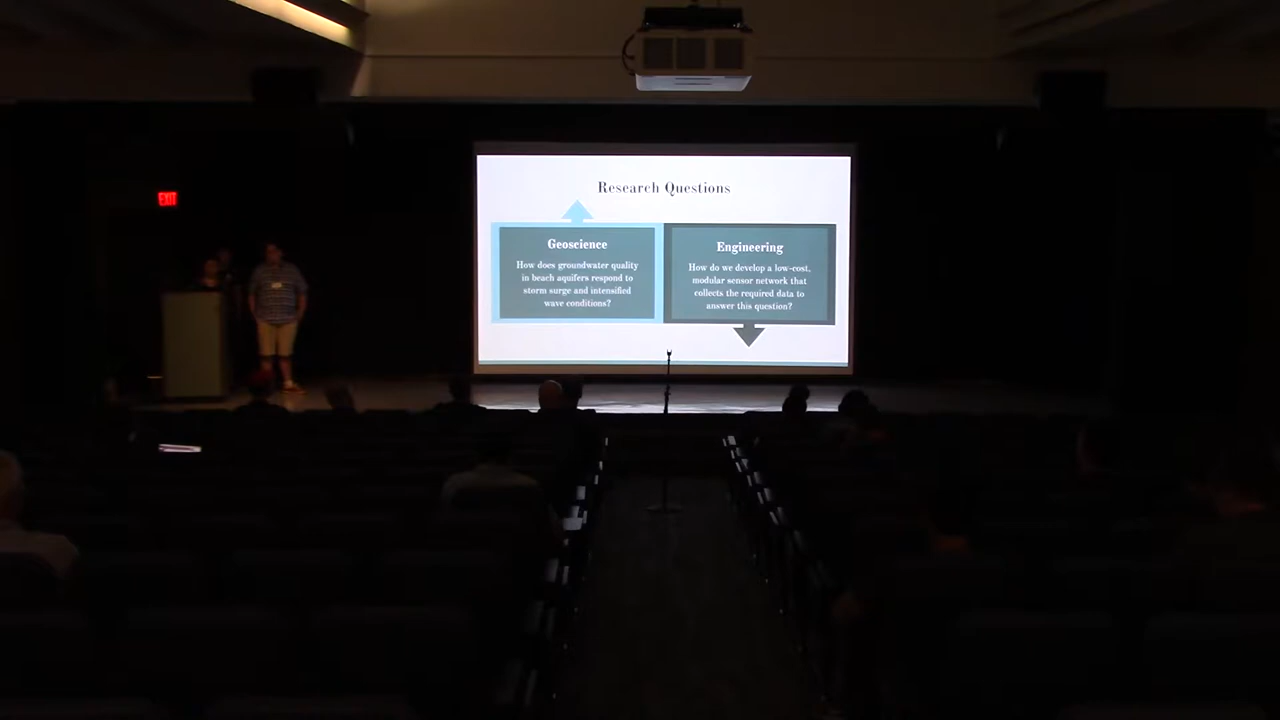 EXIT
Research Questions
Geoscience
How does groundwater quality
in beach aquifers respond to
storm surge and intensified
wave conditions?
Engineering
How do we develop a low-cost,
modular sensor network that
collects the required data to
answer this question?